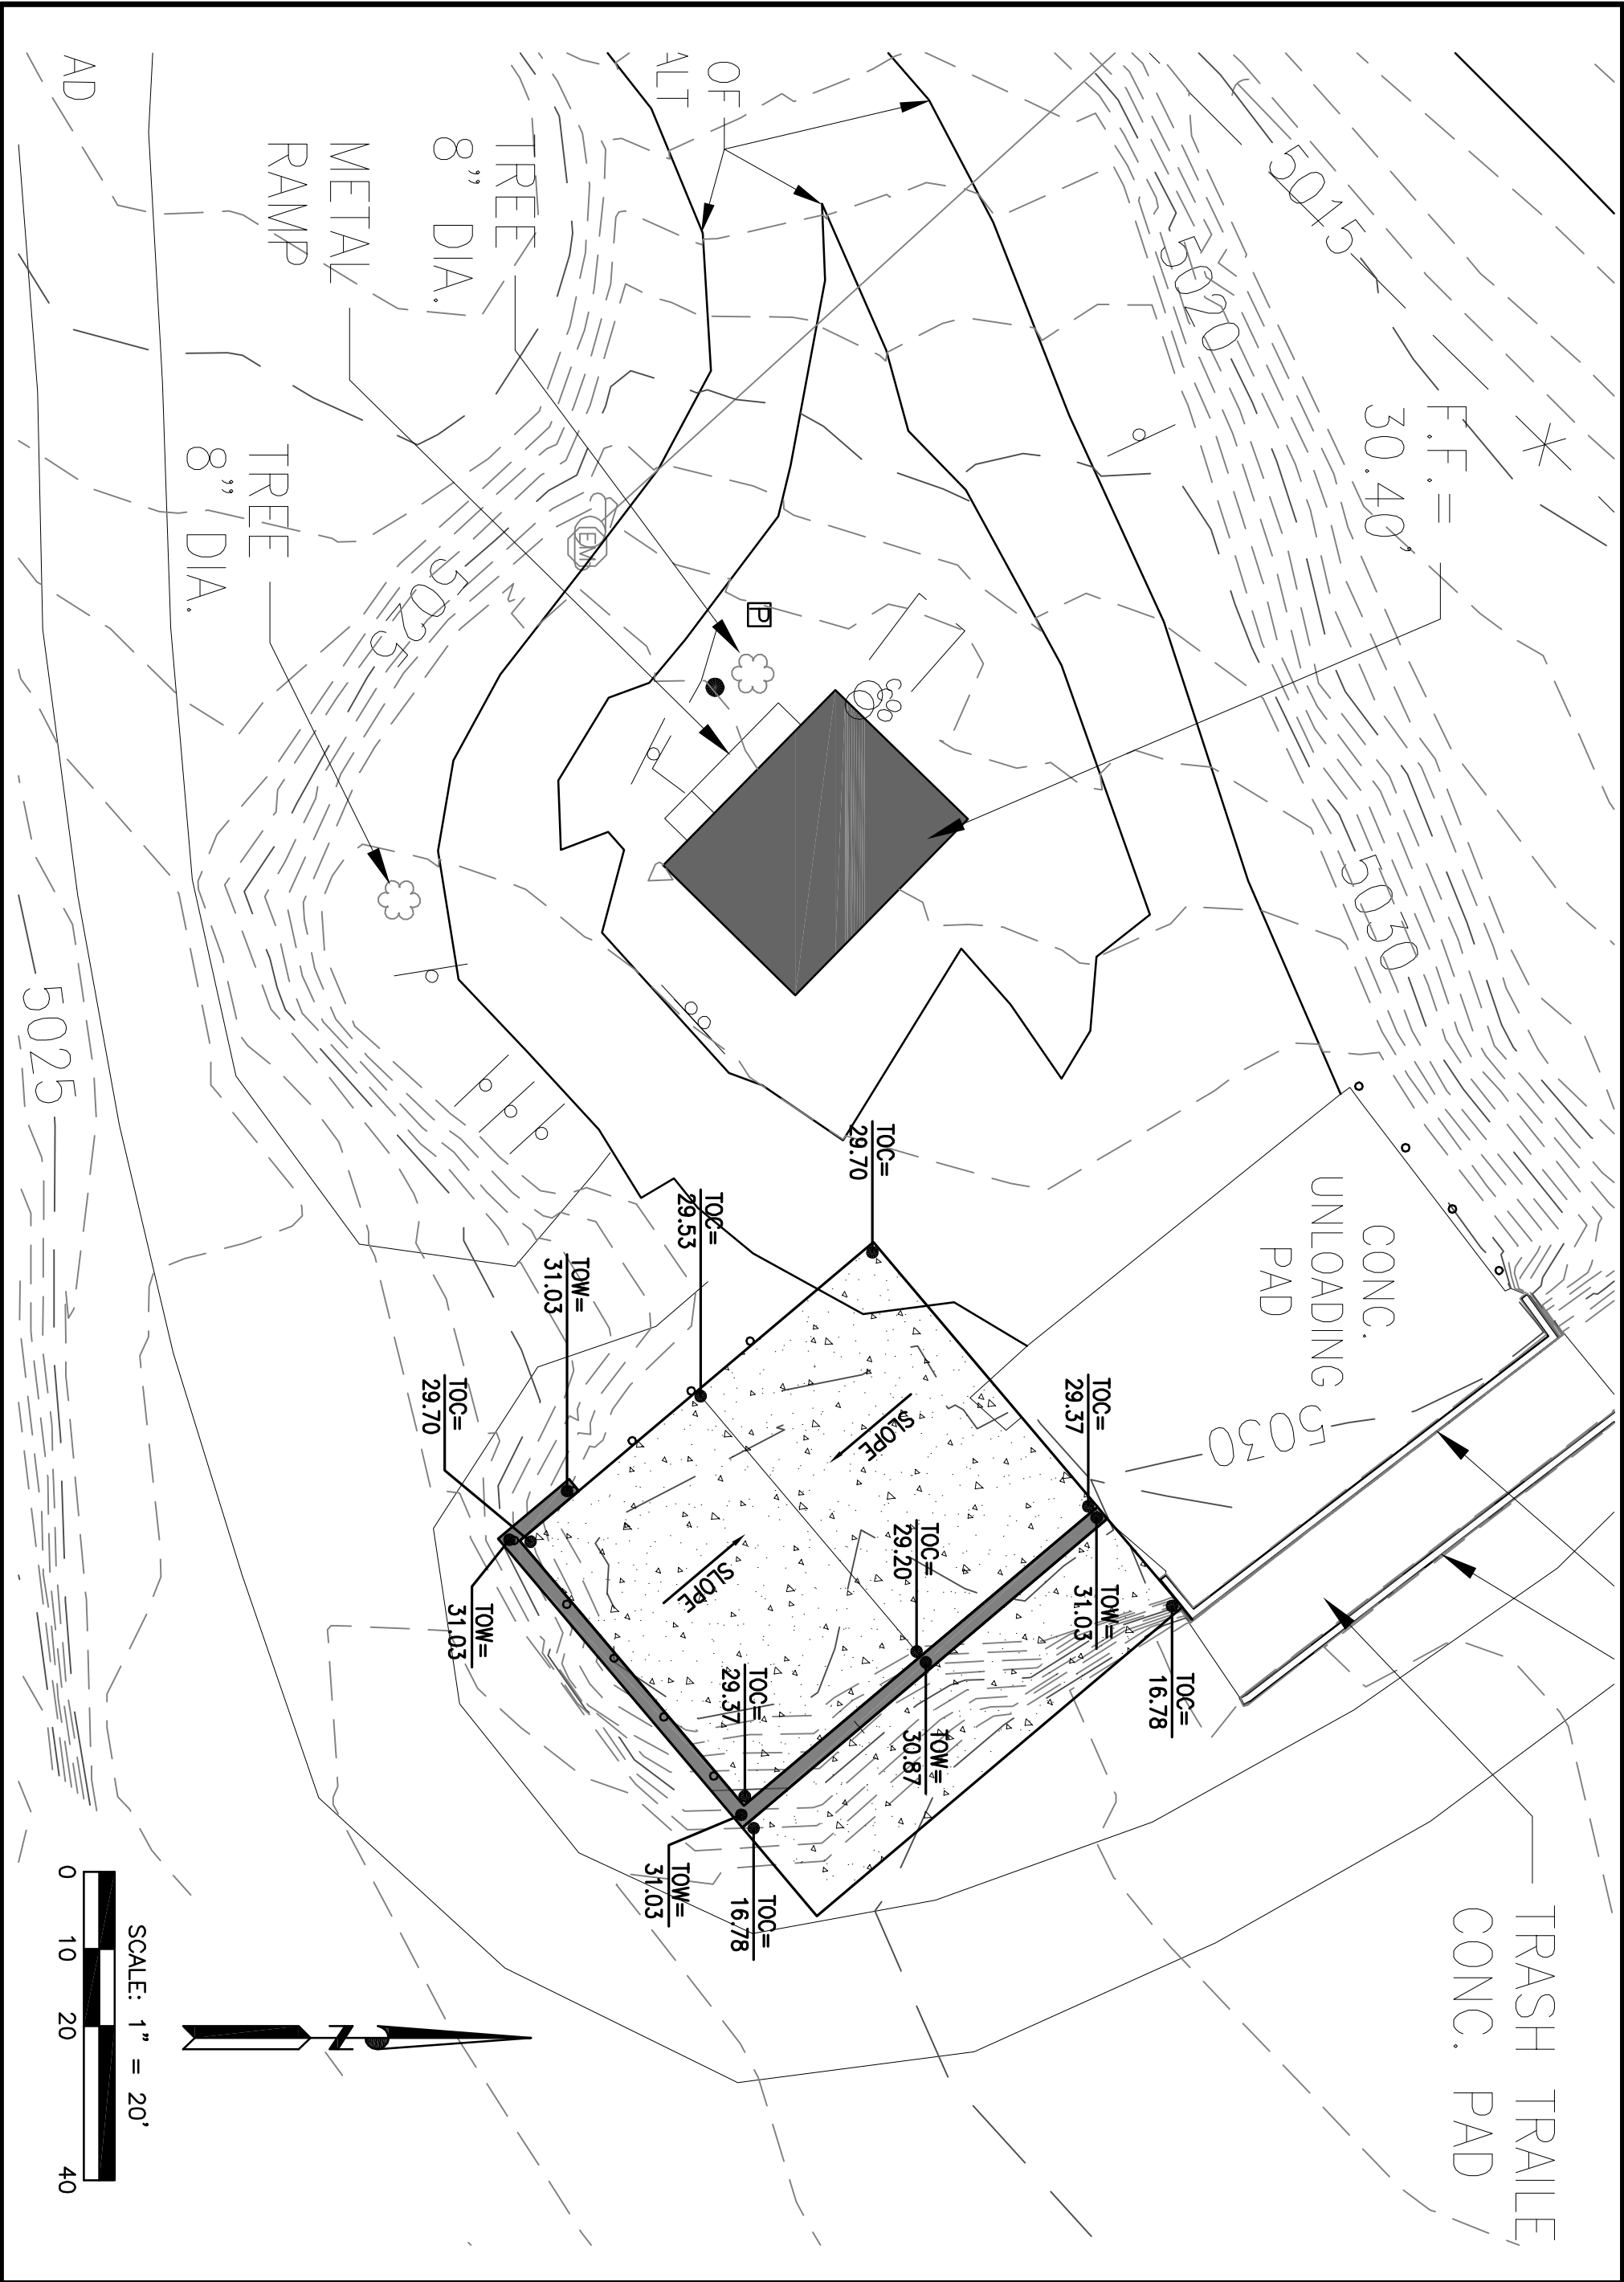 TRASH TRAILE
CONC. PAD
F.F.=
30.40'
5015
5020
5030
CONC.
UNLOADING
PAD
5030
OF
ALT
TREE
8" DIA.
METAL
RAMP
AD
TREE
8" DIA.
5025
5025
EM
P
TOC=
29.70
TOC=
29.53
TOW=
31.03
TOC=
29.70
TOW=
31.03
TOC=
29.37
TOW=
31.03
TOC=
16.78
TOC=
29.20
TOW=
30.87
TOC=
29.37
TOC=
16.78
TOW=
31.03
SLOPE
SLOPE
N
SCALE: 1" = 20'
0 10 20 40